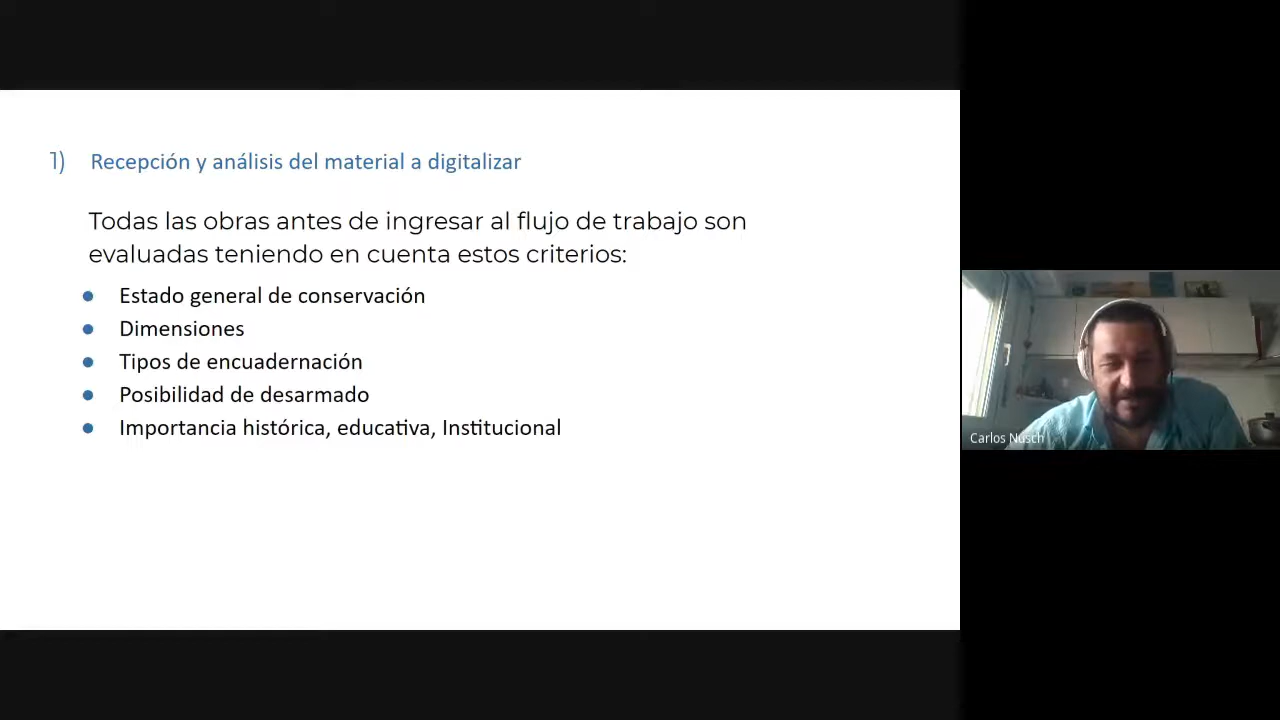 1) Recepción y análisis del material a digitalizar
Todas las obras antes de ingresar al flujo de trabajo son
evaluadas teniendo en cuenta estos criterios:
● Estado general de conservación
● Dimensiones
● Tipos de encuadernación
● Posibilidad de desarmado
● Importancia histórica, educativa, Institucional
Carlos Nusch